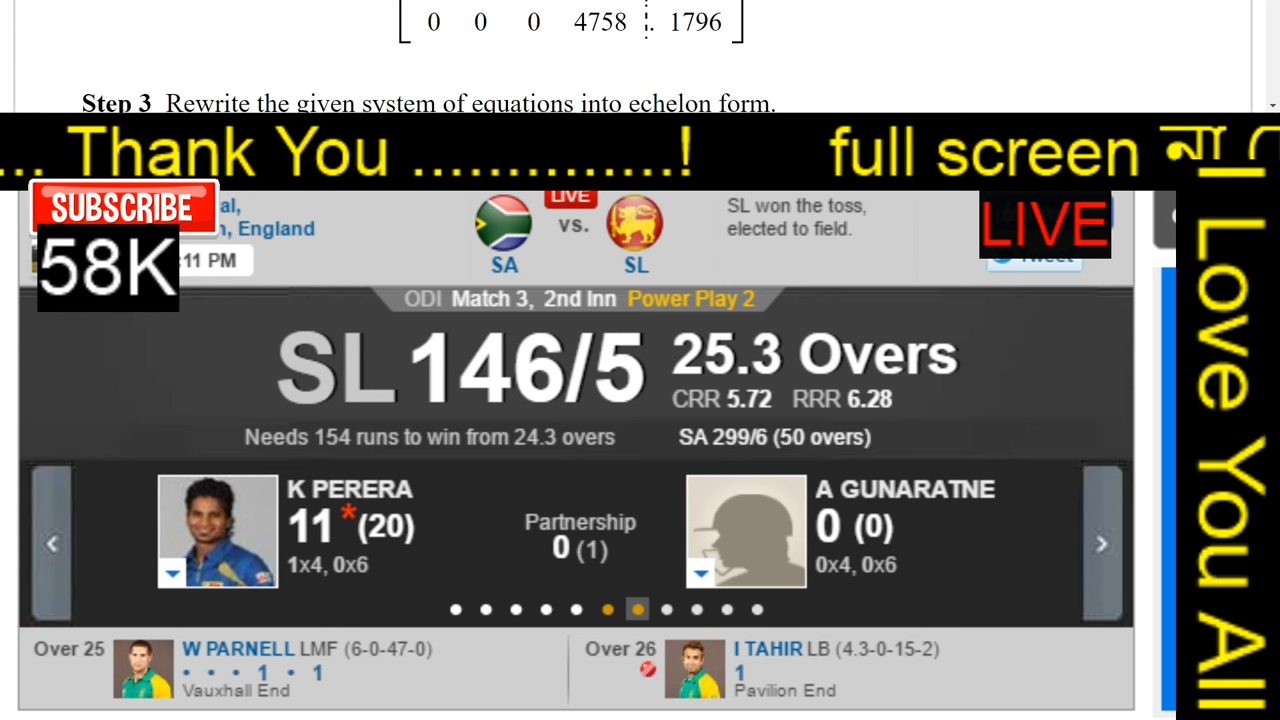 0 0 0 4758 ⋮. 1796
Step 3 Rewrite the given system of equations into echelon form.
... Thank You ..............! full screen না
SUBSCRIBE
58K
al,
, England
:11 PM
SA
LIVE
vs.
SL
SL won the toss,
elected to field.
LIVE
Tweet
ODI Match 3, 2nd Inn Power Play 2
SL 146/5
25.3 Overs
CRR 5.72 RRR 6.28
Needs 154 runs to win from 24.3 overs
SA 299/6 (50 overs)
K PERERA
11*(20)
1x4, 0x6
Partnership
0 (1)
A GUNARATNE
0 (0)
0x4, 0x6
Over 25
W PARNELL LMF (6-0-47-0)
• • • 1 • 1
Vauxhall End
Over 26
I TAHIR LB (4.3-0-15-2)
1
Pavilion End
I Love You All